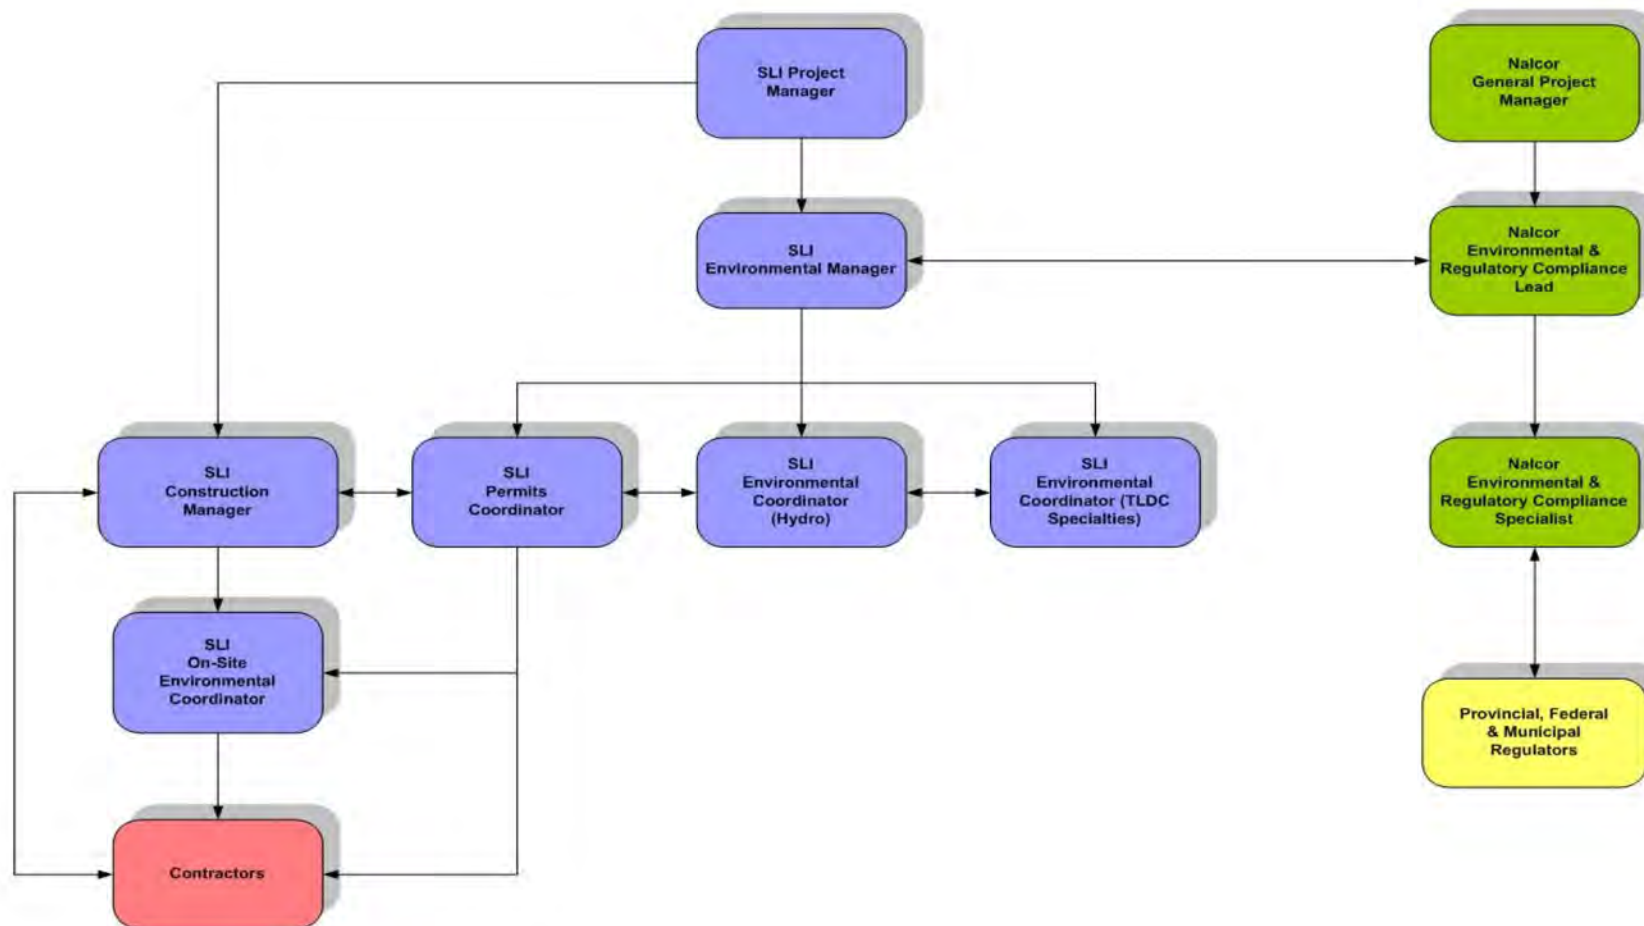 SLI Project
Manager
Nalcor
General Project
Manager
SLI
Environmental Manager
Nalcor
Environmental &
Regulatory Compliance
Lead
SLI
Construction
Manager
SLI
Permits
Coordinator
SLI
Environmental
Coordinator
(Hydro)
SLI
Environmental
Coordinator (TLDC
Specialties)
Nalcor
Environmental &
Regulatory Compliance
Specialist
SLI
On-Site
Environmental
Coordinator
Provincial, Federal
& Municipal
Regulators
Contractors